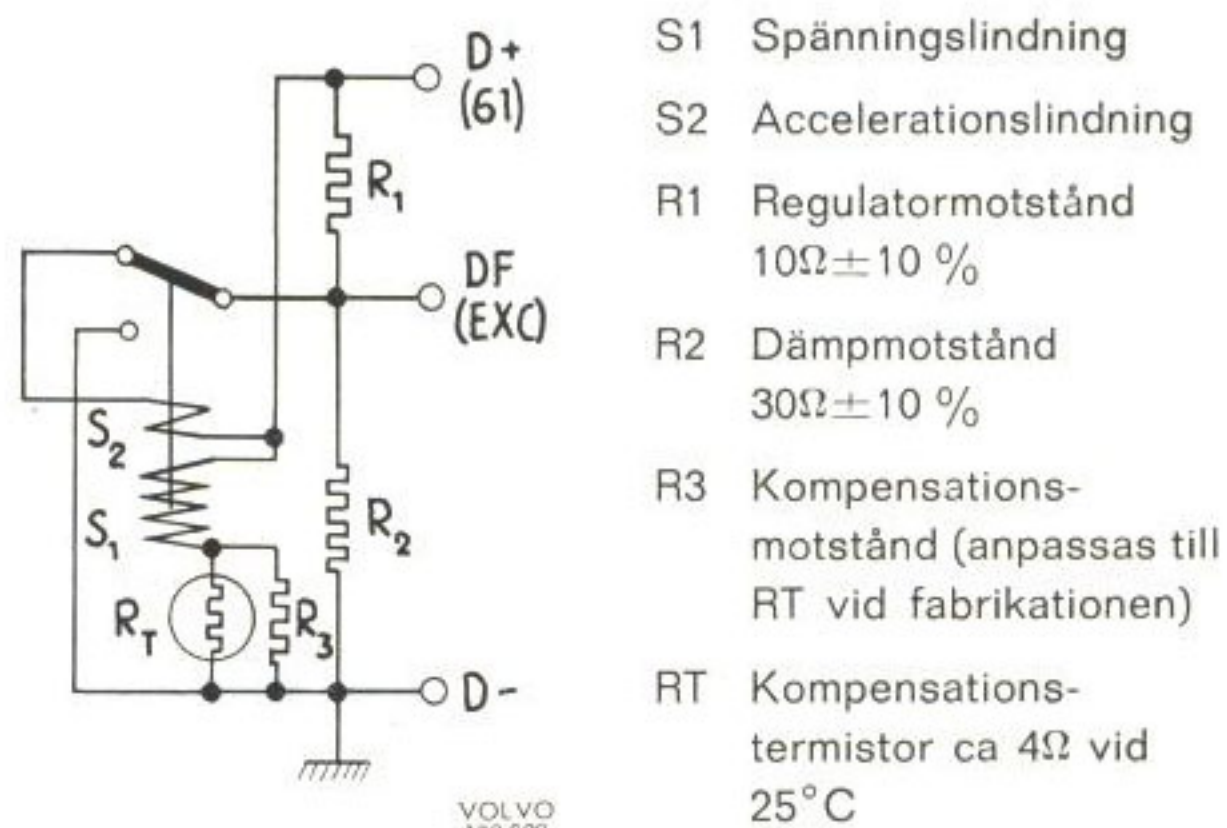 D+
(61)
R1
DF
(EXC)
S2
S1
R2
RT
R3
D-
VOLVO
S1 Spänningslindning
S2 Accelerationslindning
R1 Regulatormotstånd
10Ω±10 %
R2 Dämpmotstånd
30Ω±10 %
R3 Kompensations-
motstånd (anpassas till
RT vid fabrikationen)
RT Kompensations-
termistor ca 4Ω vid
25°C